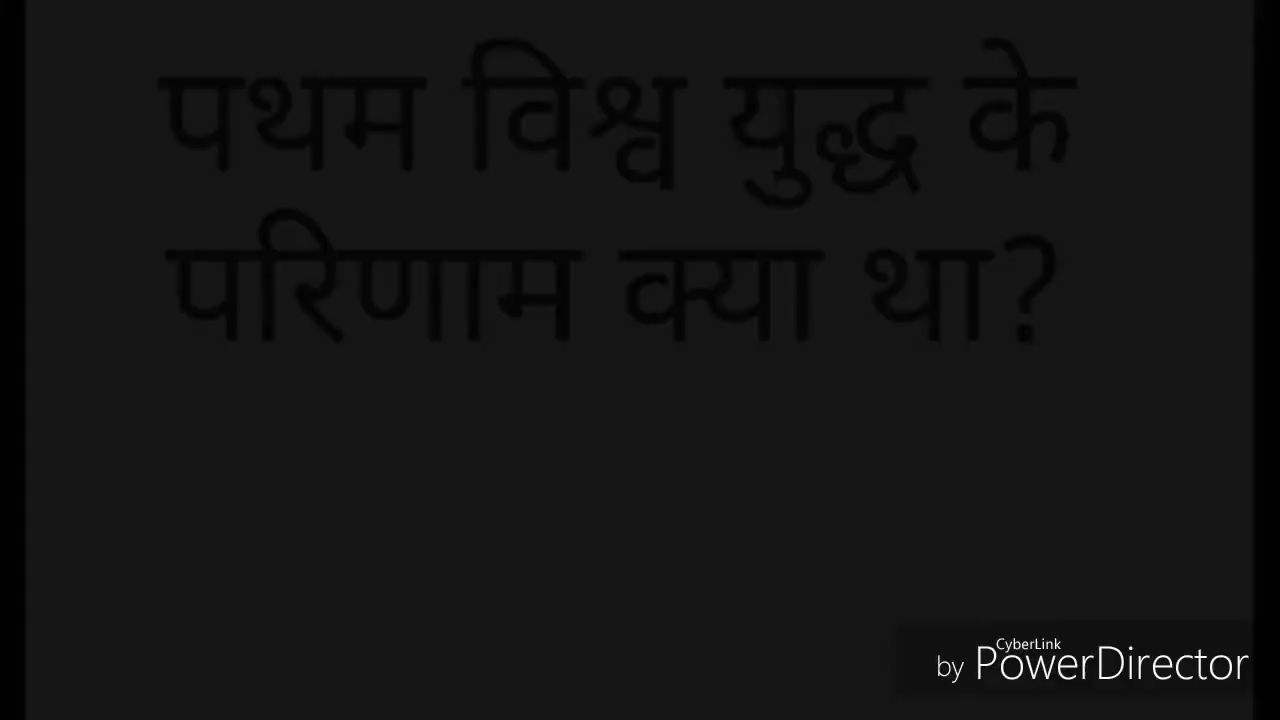 पथम विश्व युद्ध के
परिणाम क्या था?
CyberLink
by PowerDirector